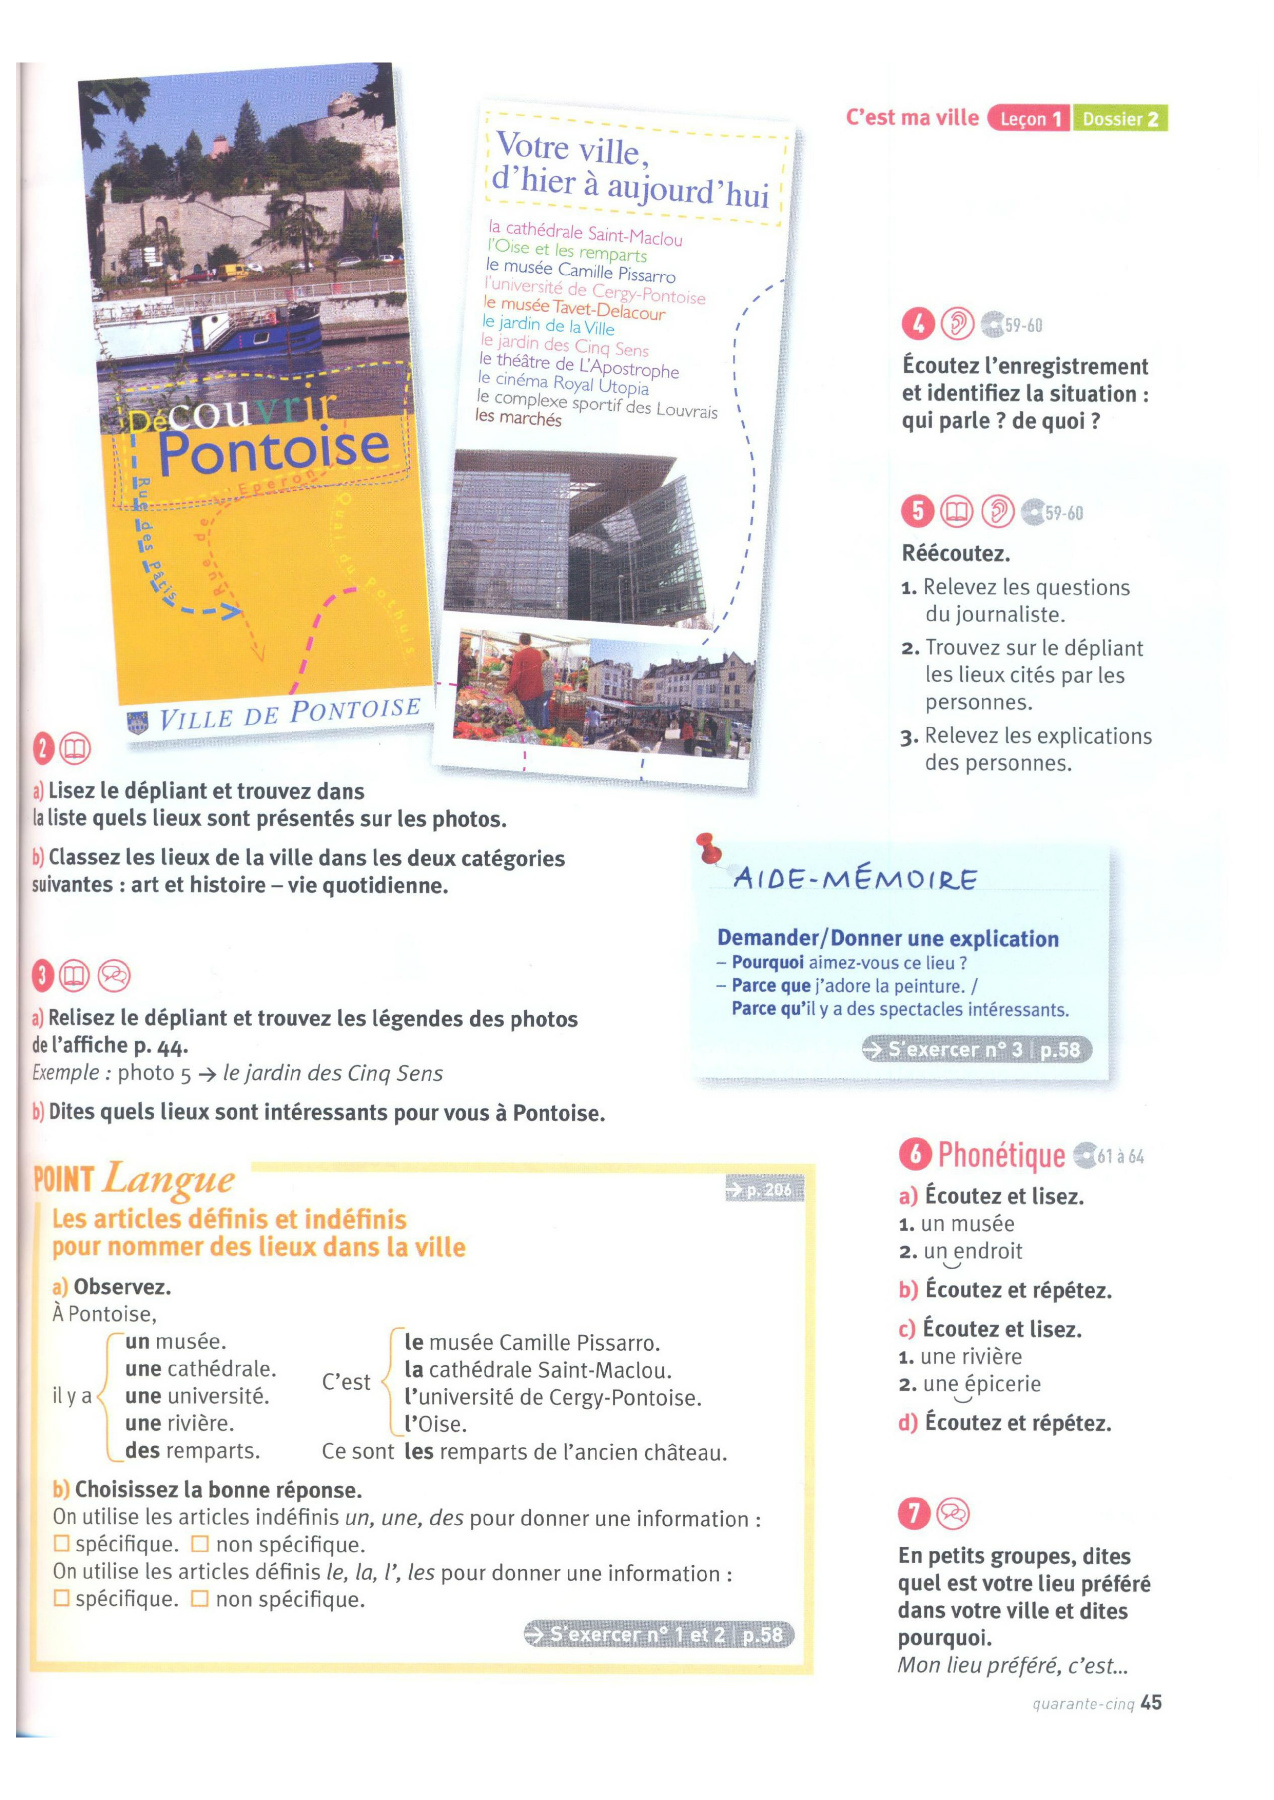 C'est ma ville Leçon 1 Dossier 2
Découvrir
Pontoise
Rue des Pâtis
Rue de l'Eperon
Quai du Pothuis
VILLE DE PONTOISE
Votre ville,
d'hier à aujourd'hui
la cathédrale Saint-Maclou
l'Oise et les remparts
le musée Camille Pissarro
l'université de Cergy-Pontoise
le musée Tavet-Delacour
le jardin de la Ville
le jardin des Cinq Sens
le théâtre de L'Apostrophe
le cinéma Royal Utopia
le complexe sportif des Louvrais
les marchés
2
a) Lisez le dépliant et trouvez dans
la liste quels lieux sont présentés sur les photos.
b) Classez les lieux de la ville dans les deux catégories
suivantes : art et histoire – vie quotidienne.
3
a) Relisez le dépliant et trouvez les légendes des photos
de l'affiche p. 44.
Exemple : photo 5 → le jardin des Cinq Sens
b) Dites quels lieux sont intéressants pour vous à Pontoise.
4 59-60
Écoutez l'enregistrement
et identifiez la situation :
qui parle ? de quoi ?
5 59-60
Réécoutez.
1. Relevez les questions
du journaliste.
2. Trouvez sur le dépliant
les lieux cités par les
personnes.
3. Relevez les explications
des personnes.
AIDE-MÉMOIRE
Demander/Donner une explication
– Pourquoi aimez-vous ce lieu ?
– Parce que j'adore la peinture. /
Parce qu'il y a des spectacles intéressants.
→ S'exercer n° 3 | p.58
POINT Langue
→ p. 206
Les articles définis et indéfinis
pour nommer des lieux dans la ville
a) Observez.
À Pontoise,
il y a
un musée.
une cathédrale.
une université.
une rivière.
des remparts.
C'est
le musée Camille Pissarro.
la cathédrale Saint-Maclou.
l'université de Cergy-Pontoise.
l'Oise.
Ce sont les remparts de l'ancien château.
b) Choisissez la bonne réponse.
On utilise les articles indéfinis un, une, des pour donner une information :
☐ spécifique. ☐ non spécifique.
On utilise les articles définis le, la, l', les pour donner une information :
☐ spécifique. ☐ non spécifique.
→ S'exercer n° 1 et 2 | p.58
6 Phonétique 61 à 64
a) Écoutez et lisez.
1. un musée
2. un endroit
b) Écoutez et répétez.
c) Écoutez et lisez.
1. une rivière
2. une épicerie
d) Écoutez et répétez.
7
En petits groupes, dites
quel est votre lieu préféré
dans votre ville et dites
pourquoi.
Mon lieu préféré, c'est...
quarante-cinq 45